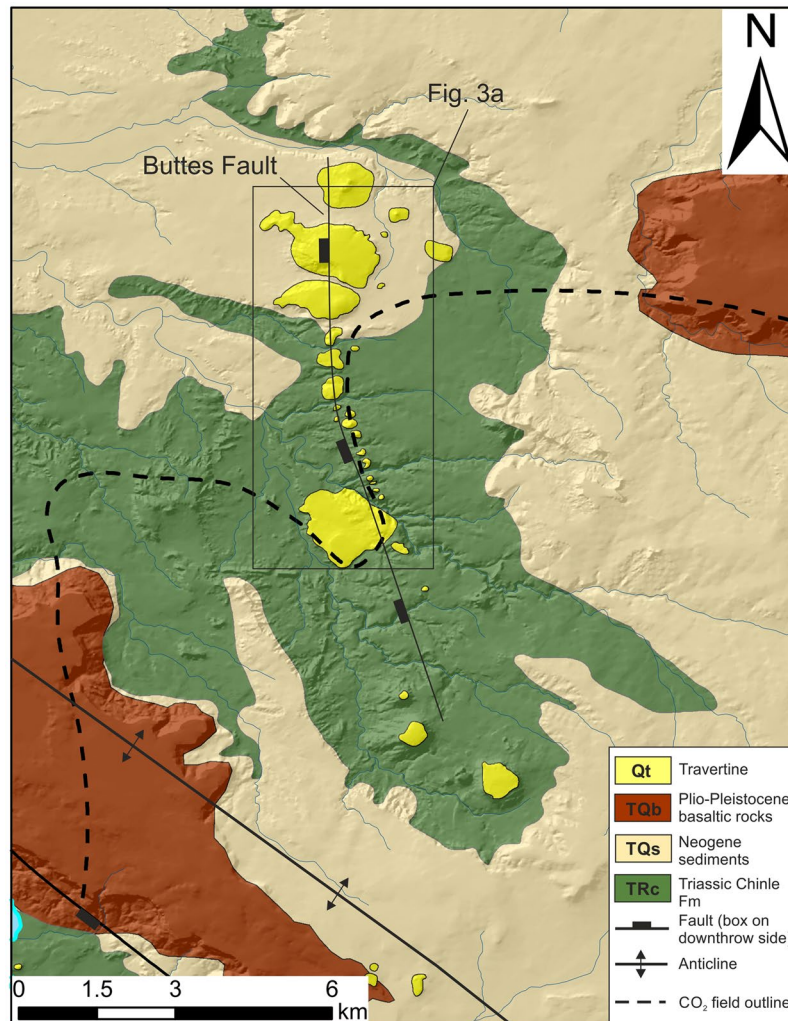 N
Fig. 3a
Buttes Fault
Qt Travertine
TQb Plio-Pleistocene
basaltic rocks
TQs Neogene
sediments
TRc Triassic Chinle
Fm
Fault (box on
downthrow side)
Anticline
CO₂ field outline
0 1.5 3 6
km